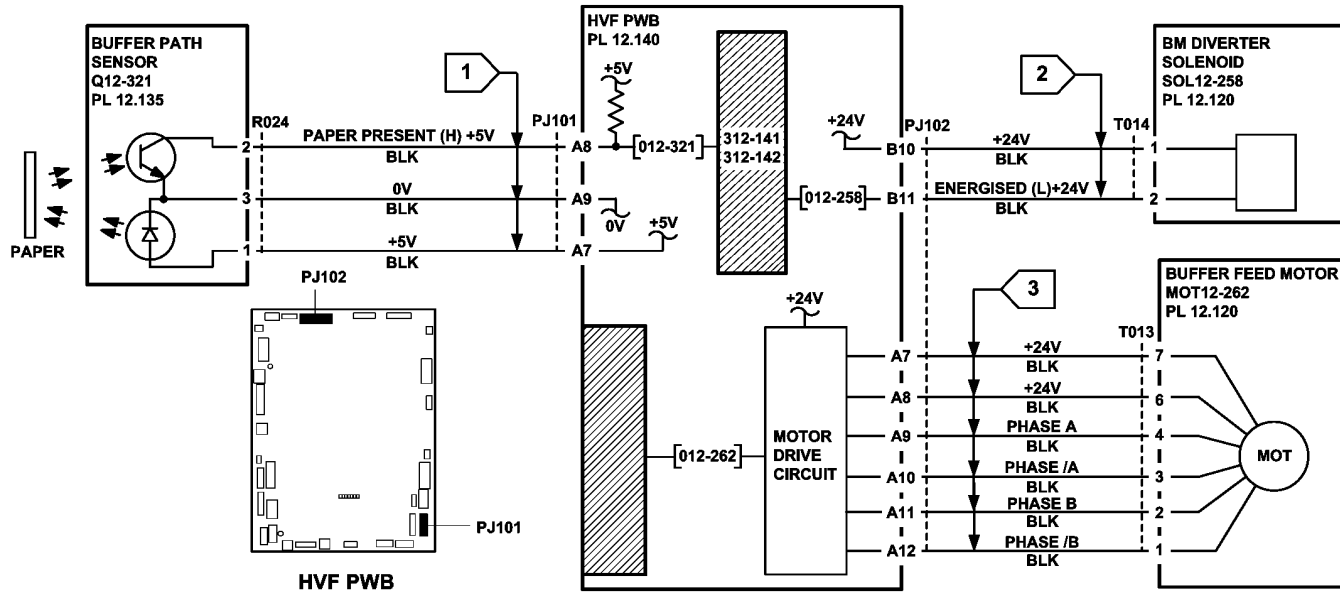 BUFFER PATH
SENSOR
Q12-321
PL 12.135
PAPER
2
3
1
R024
1
PAPER PRESENT (H) +5V
BLK
0V
BLK
+5V
BLK
PJ101
A8
A9
A7
HVF PWB
PL 12.140
+5V
[012-321]
0V
+5V
312-141
312-142
+24V
[012-258]
PJ102
B10
B11
2
+24V
BLK
ENERGISED (L)+24V
BLK
T014
1
2
BM DIVERTER
SOLENOID
SOL12-258
PL 12.120
PJ102
PJ101
HVF PWB
[012-262]
+24V
MOTOR
DRIVE
CIRCUIT
A7
A8
A9
A10
A11
A12
3
+24V
BLK
+24V
BLK
PHASE A
BLK
PHASE /A
BLK
PHASE B
BLK
PHASE /B
BLK
T013
7
6
4
3
2
1
BUFFER FEED MOTOR
MOT12-262
PL 12.120
MOT